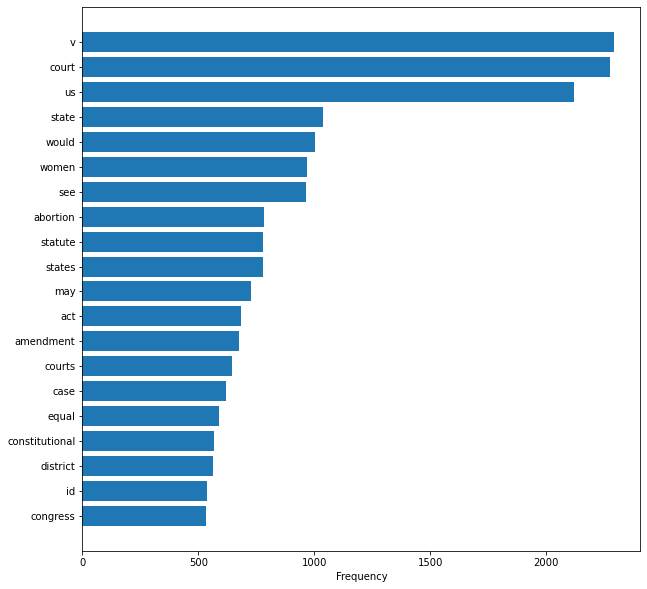 v
court
us
state
would
women
see
abortion
statute
states
may
act
amendment
courts
case
equal
constitutional
district
id
congress
0 500 1000 1500 2000
Frequency